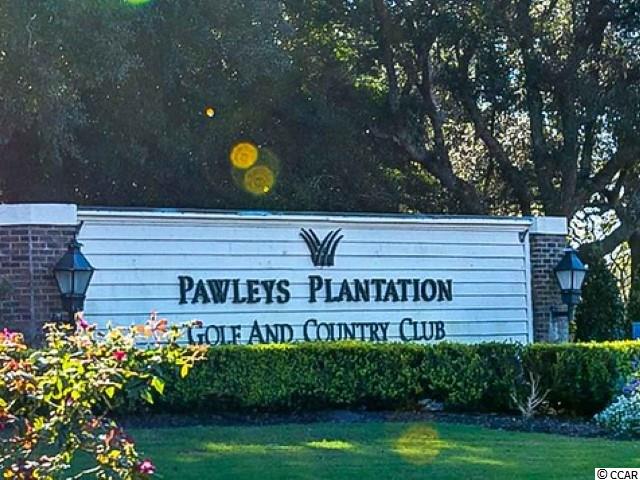 PAWLEYS PLANTATION
GOLF AND COUNTRY CLUB
© CCAR